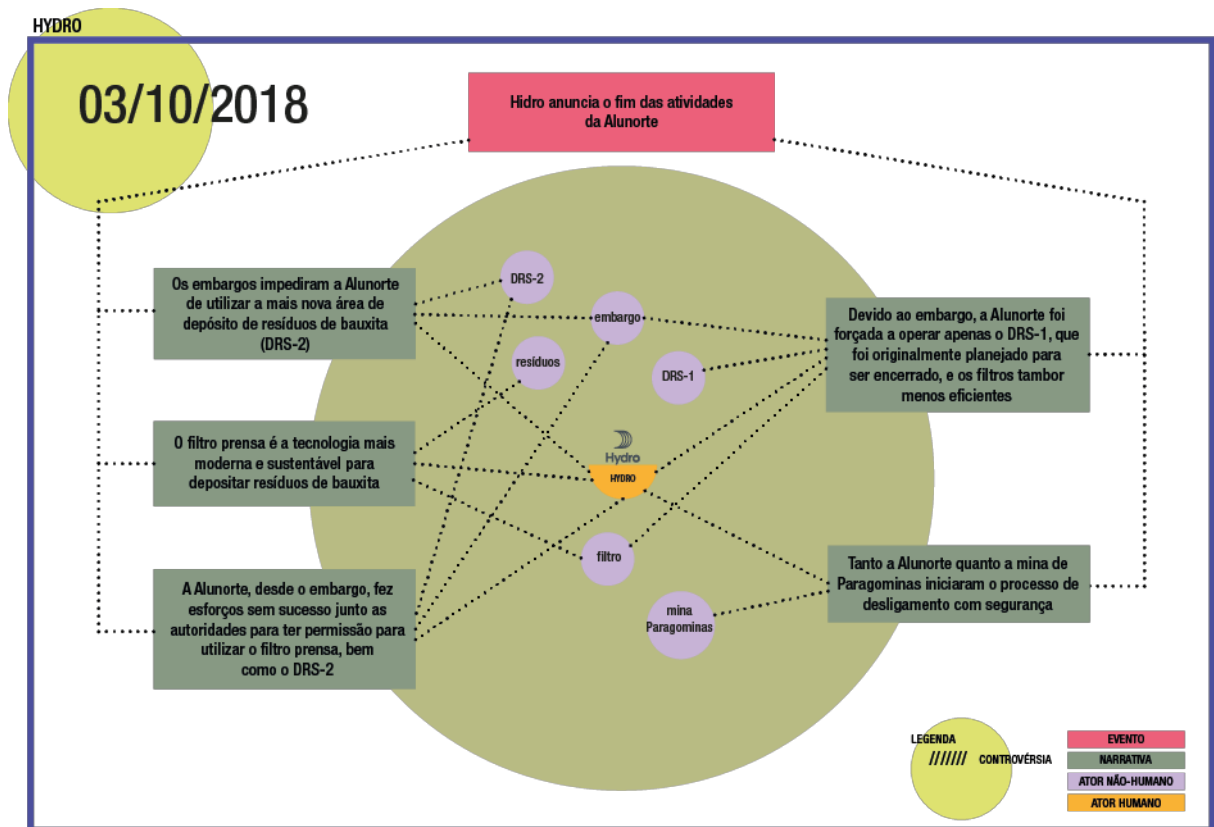 HYDRO
03/10/2018
Hidro anuncia o fim das atividades
da Alunorte
Os embargos impediram a Alunorte
de utilizar a mais nova área de
depósito de resíduos de bauxita
(DRS-2)
O filtro prensa é a tecnologia mais
moderna e sustentável para
depositar resíduos de bauxita
A Alunorte, desde o embargo, fez
esforços sem sucesso junto as
autoridades para ter permissão para
utilizar o filtro prensa, bem
como o DRS-2
DRS-2
embargo
resíduos
DRS-1
Hydro
HYDRO
filtro
mina
Paragominas
Devido ao embargo, a Alunorte foi
forçada a operar apenas o DRS-1, que
foi originalmente planejado para
ser encerrado, e os filtros tambor
menos eficientes
Tanto a Alunorte quanto a mina de
Paragominas iniciaram o processo de
desligamento com segurança
LEGENDA
/////// CONTROVÉRSIA
EVENTO
NARRATIVA
ATOR NÃO-HUMANO
ATOR HUMANO